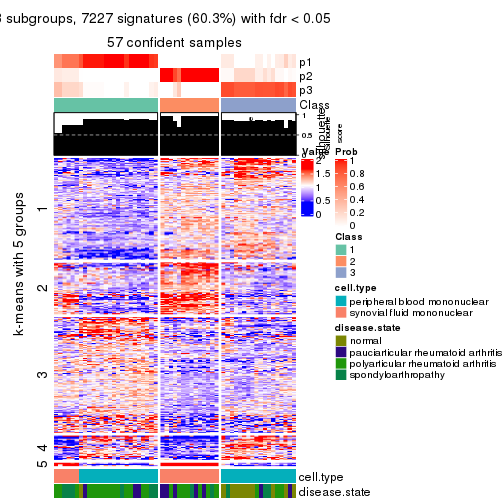 3 subgroups, 7227 signatures (60.3%) with fdr < 0.05
57 confident samples
p1
p2
p3
Class
1
0.5
0
silhouette
score
k-means with 5 groups
1
2
3
4
5
cell.type
disease.state
Value
2
1.5
1
0.5
0
Prob
1
0.8
0.6
0.4
0.2
0
Class
1
2
3
cell.type
peripheral blood mononuclear
synovial fluid mononuclear
disease.state
normal
pauciarticular rheumatoid arthritis
polyarticular rheumatoid arthritis
spondyloarthropathy